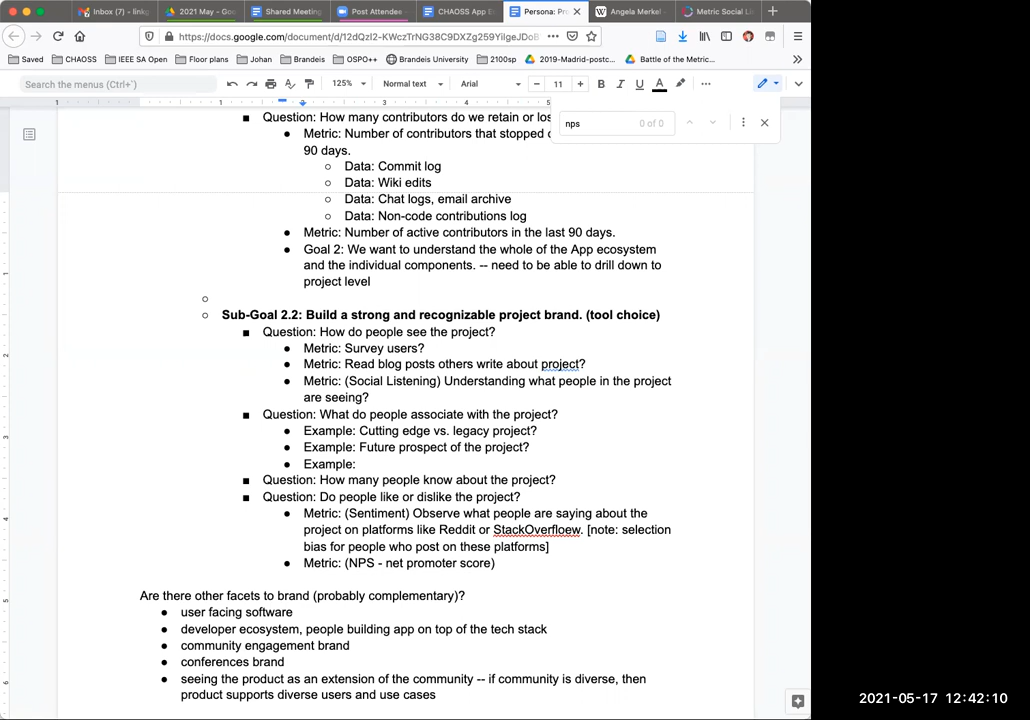 Inbox (7) - linkg
2021 May - Goa
Shared Meeting
Post Attendee
CHAOSS App E
Persona: Pr
Angela Merkel -
Metric Social Li
https://docs.google.com/document/d/
Saved CHAOSS IEEE SA Open Floor plans Johan Brandeis OSPO++ Brandeis University 2100sp 2019-Madrid-postc... Battle of the Metric...
Search the menus (Ctrl+')
125% Normal text Arial 11 B I U A
nps 0 of 0
Question: How many contributors do we retain or los
Metric: Number of contributors that stopped
90 days.
Data: Commit log
Data: Wiki edits
Data: Chat logs, email archive
Data: Non-code contributions log
Metric: Number of active contributors in the last 90 days.
Goal 2: We want to understand the whole of the App ecosystem
and the individual components. -- need to be able to drill down to
project level
Sub-Goal 2.2: Build a strong and recognizable project brand. (tool choice)
Question: How do people see the project?
Metric: Survey users?
Metric: Read blog posts others write about project?
Metric: (Social Listening) Understanding what people in the project
are seeing?
Question: What do people associate with the project?
Example: Cutting edge vs. legacy project?
Example: Future prospect of the project?
Example:
Question: How many people know about the project?
Question: Do people like or dislike the project?
Metric: (Sentiment) Observe what people are saying about the
project on platforms like Reddit or StackOverfloew. [note: selection
bias for people who post on these platforms]
Metric: (NPS - net promoter score)
Are there other facets to brand (probably complementary)?
user facing software
developer ecosystem, people building app on top of the tech stack
community engagement brand
conferences brand
seeing the product as an extension of the community -- if community is diverse, then
product supports diverse users and use cases
2021-05-17 12:42:10